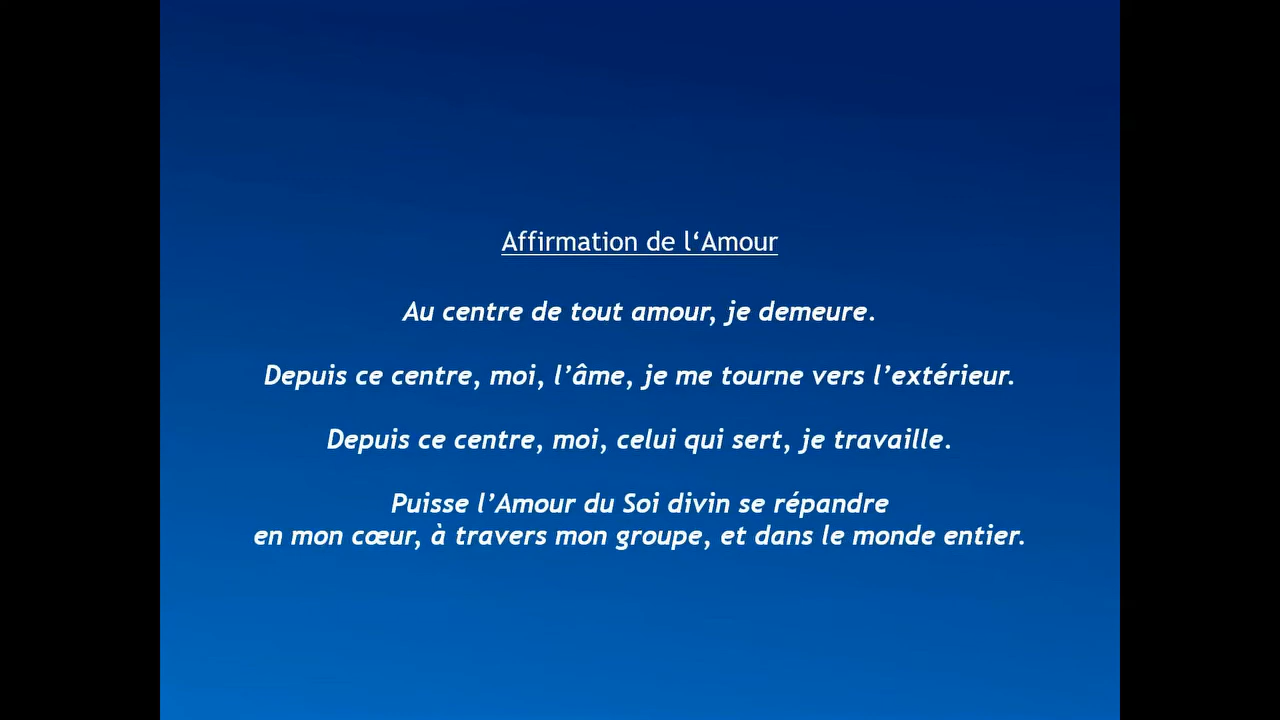 Affirmation de l‘Amour
Au centre de tout amour, je demeure.
Depuis ce centre, moi, l’âme, je me tourne vers l’extérieur.
Depuis ce centre, moi, celui qui sert, je travaille.
Puisse l’Amour du Soi divin se répandre
en mon cœur, à travers mon groupe, et dans le monde entier.